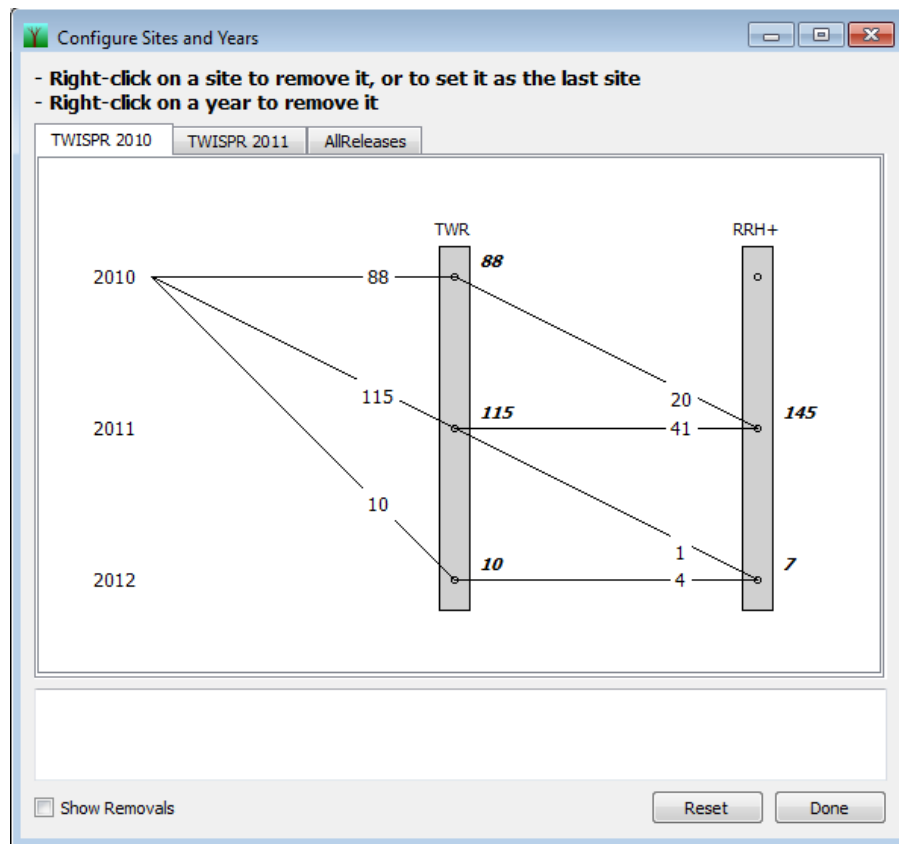 Configure Sites and Years
- Right-click on a site to remove it, or to set it as the last site
- Right-click on a year to remove it
TWISPR 2010 TWISPR 2011 AllReleases
TWR RRH+
88
2010 88
115 20
115 145
2011 41
10
1
10 7
2012 4
Show Removals Reset Done